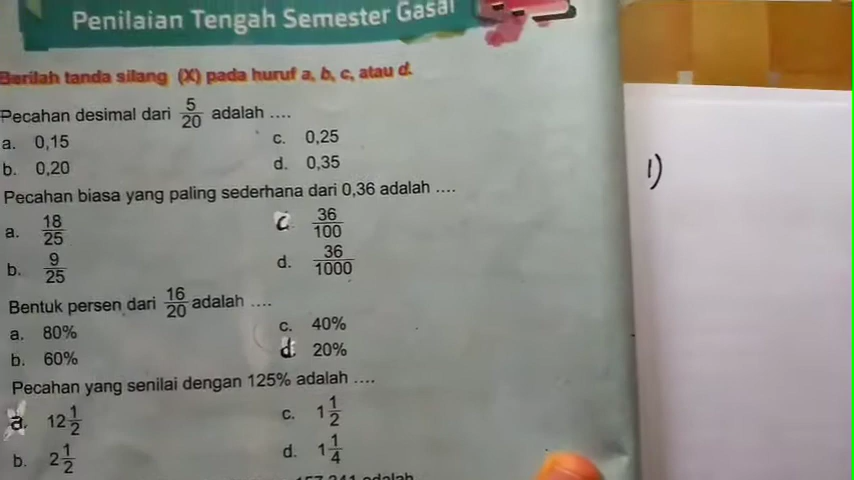 Penilaian Tengah Semester Gasal
Berilah tanda silang (X) pada huruf a, b, c, atau d.
Pecahan desimal dari 5/20 adalah ....
a. 0,15 c. 0,25
b. 0,20 d. 0,35
Pecahan biasa yang paling sederhana dari 0,36 adalah ....
a. 18/25 c 36/100
b. 9/25 d. 36/1000
Bentuk persen dari 16/20 adalah ....
a. 80% c. 40%
b. 60% d. 20%
Pecahan yang senilai dengan 125% adalah ....
a. 12 1/2 c. 1 1/2
b. 2 1/2 d. 1 1/4
adalah
1)